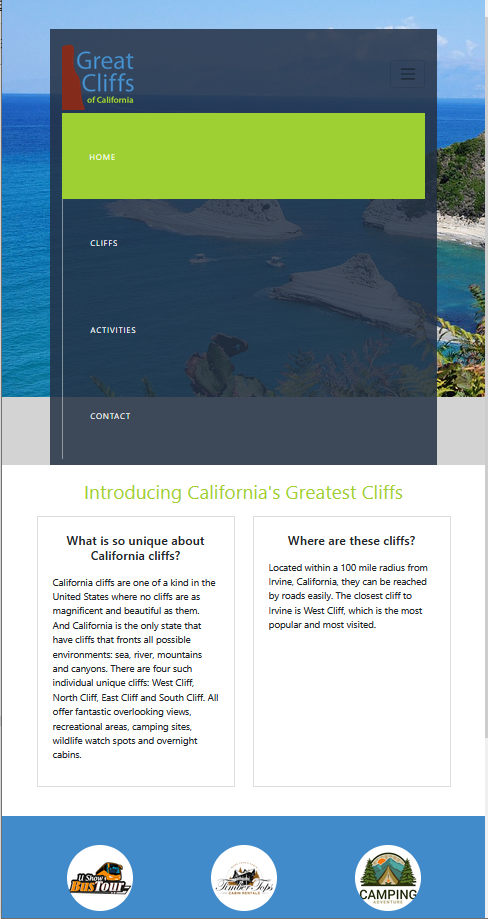 Great
Cliffs
of California
HOME
CLIFFS
ACTIVITIES
CONTACT
Introducing California's Greatest Cliffs
What is so unique about
California cliffs?
California cliffs are one of a kind in the
United States where no cliffs are as
magnificent and beautiful as them.
And California is the only state that
have cliffs that fronts all possible
environments: sea, river, mountains
and canyons. There are four such
individual unique cliffs: West Cliff,
North Cliff, East Cliff and South Cliff. All
offer fantastic overlooking views,
recreational areas, camping sites,
wildlife watch spots and overnight
cabins.
Where are these cliffs?
Located within a 100 mile radius from
Irvine, California, they can be reached
by roads easily. The closest cliff to
Irvine is West Cliff, which is the most
popular and most visited.
U Show
BusTour
Timber Tops
CABIN RENTALS
CAMPING
ADVENTURE